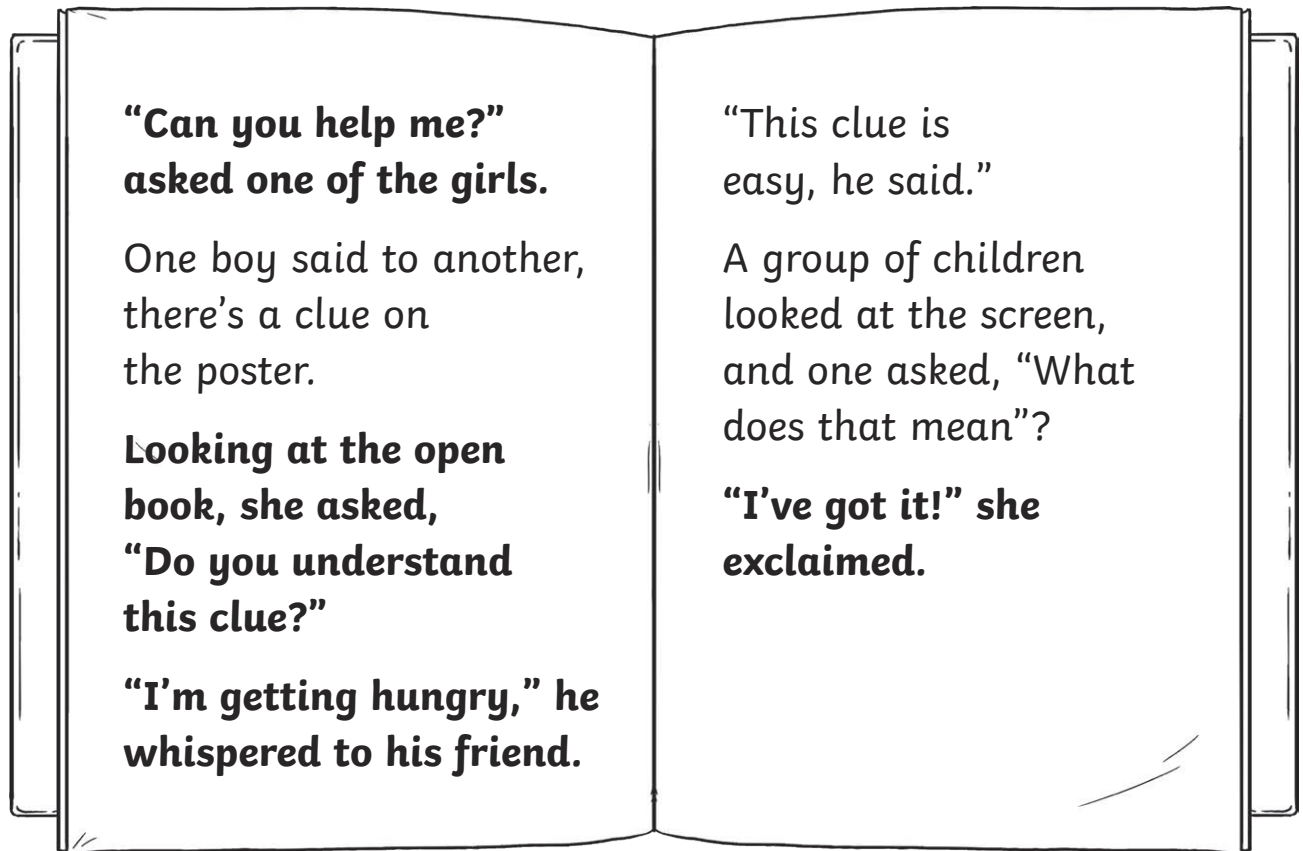 “Can you help me?”
asked one of the girls.
One boy said to another,
there’s a clue on
the poster.
Looking at the open
book, she asked,
“Do you understand
this clue?”
“I’m getting hungry,” he
whispered to his friend.
“This clue is
easy, he said.”
A group of children
looked at the screen,
and one asked, “What
does that mean”?
“I’ve got it!” she
exclaimed.